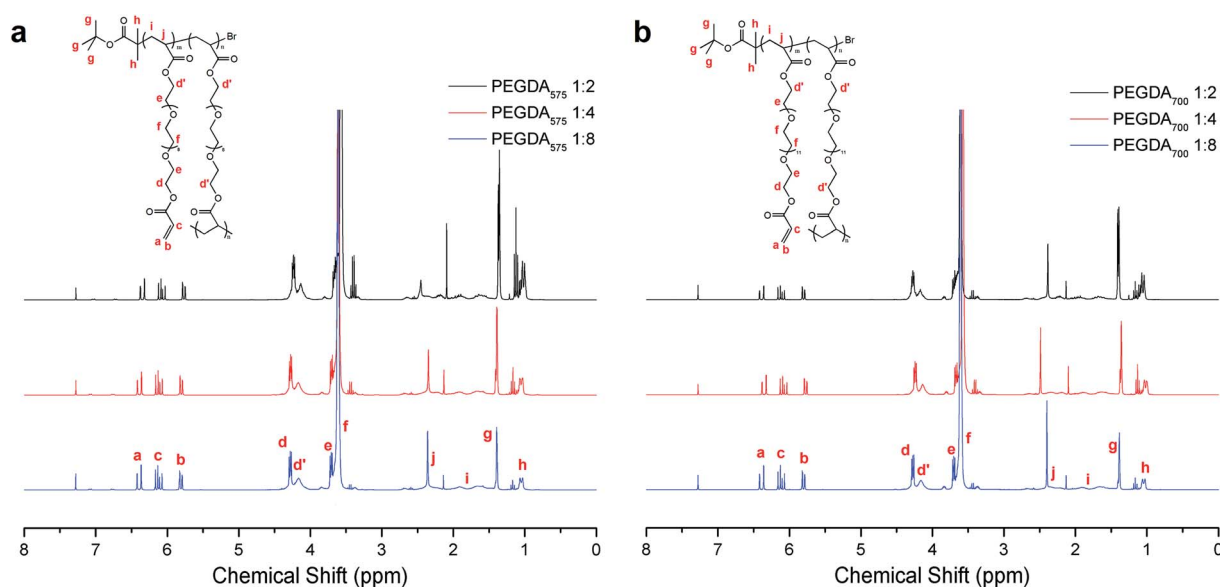 a
PEGDA575 1:2
PEGDA575 1:4
PEGDA575 1:8
g
g
g
O
O
h
h
i
j
m
n
Br
O
O
O
O
d'
d'
e
O
O
f
f
O
O
e
d
d'
O
O
O
O
c
a
b
n
a
c
b
d
d'
e
f
j
i
g
h
8 7 6 5 4 3 2 1 0
Chemical Shift (ppm)
b
PEGDA700 1:2
PEGDA700 1:4
PEGDA700 1:8
g
g
g
O
O
h
h
i
j
m
n
Br
O
O
O
O
d'
d'
e
O
O
f
f
O
11
O
11
e
d
d'
O
O
O
O
c
a
b
n
a
c
b
d
d'
e
f
j
i
g
h
8 7 6 5 4 3 2 1 0
Chemical Shift (ppm)